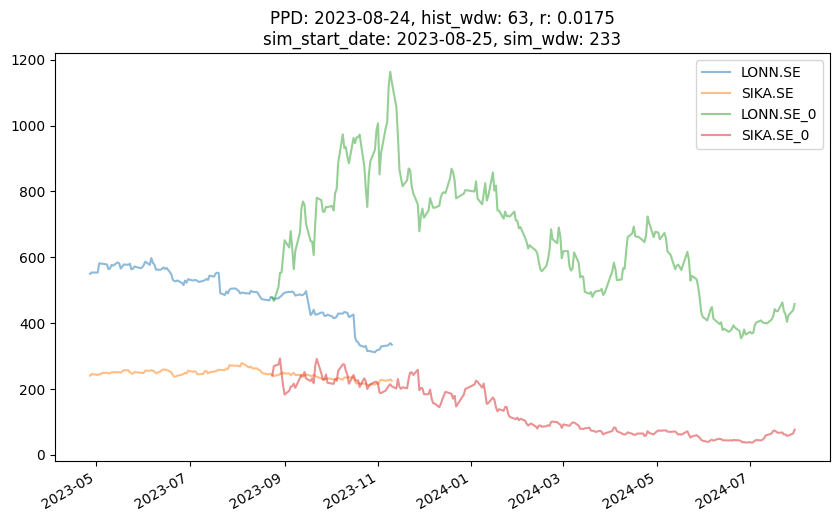 PPD: 2023-08-24, hist_wdw: 63, r: 0.0175
sim_start_date: 2023-08-25, sim_wdw: 233
1200
1000
800
600
400
200
0
LONN.SE
SIKA.SE
LONN.SE_0
SIKA.SE_0
2023-05
2023-07
2023-09
2023-11
2024-01
2024-03
2024-05
2024-07